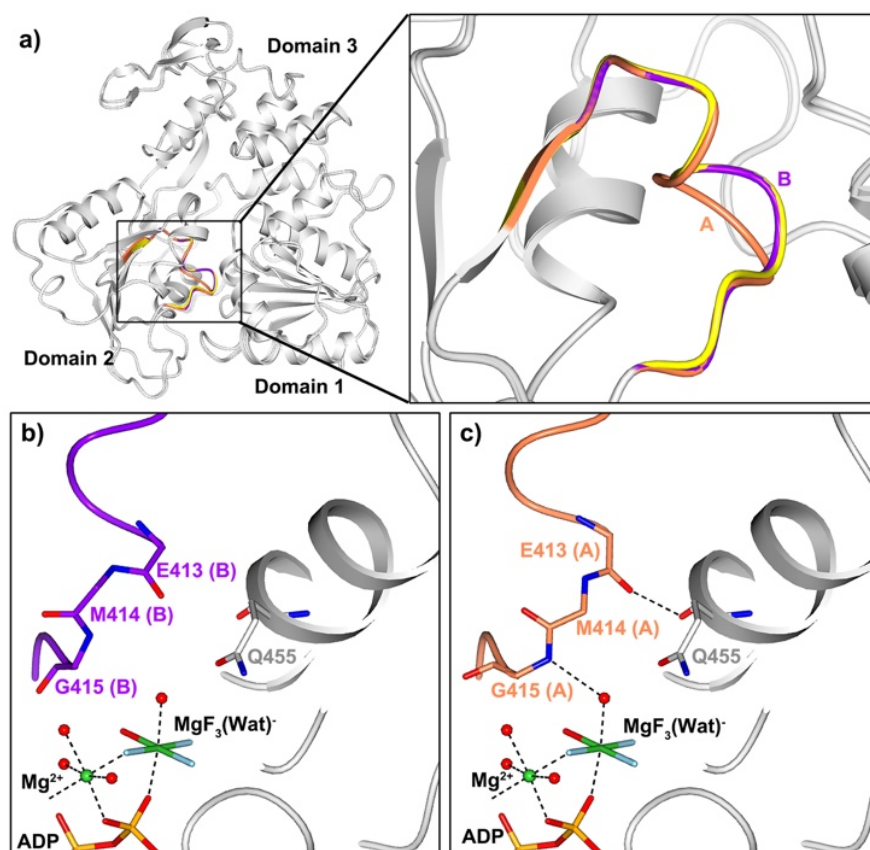 a)
Domain 3
Domain 2
Domain 1
B
A
b)
E413 (B)
M414 (B)
Q455
G415 (B)
MgF₃(Wat)⁻
Mg²⁺
ADP
c)
E413 (A)
M414 (A)
Q455
G415 (A)
MgF₃(Wat)⁻
Mg²⁺
ADP